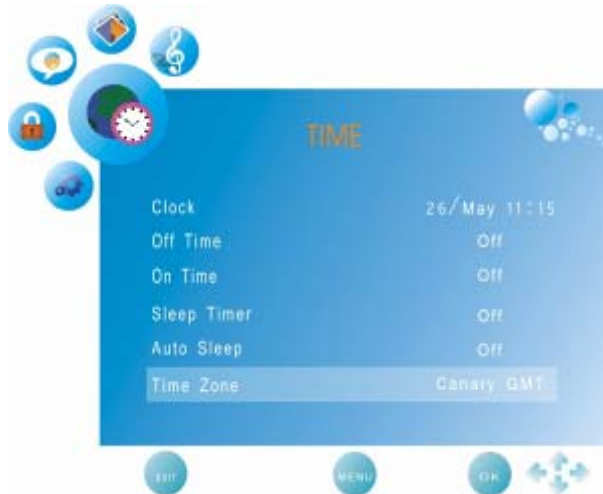 TIME
Clock 26/May 11:15
Off Time Off
On Time Off
Sleep Timer Off
Auto Sleep Off
Time Zone Canary GMT
EXIT MENU OK